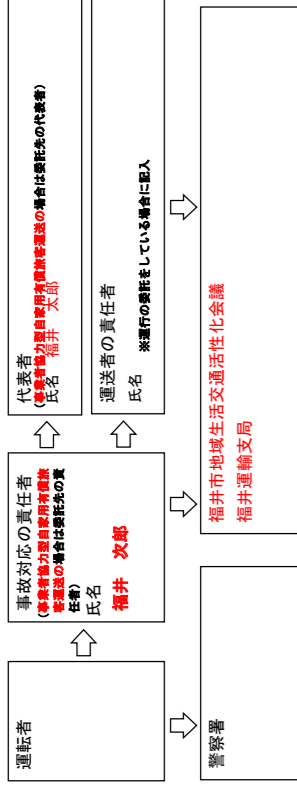 運転者
事故対応の責任者
(事業者協力型自家用有償旅
客運送の場合は委託先の責
任者)
氏名
福井　次郎
代表者
(事業者協力型自家用有償旅客運送の場合は委託先の代表者)
氏名　福井　太郎
運送者の責任者
氏名
※運行の委託をしている場合に記入
警察署
福井市地域生活交通活性化会議
福井運輸支局